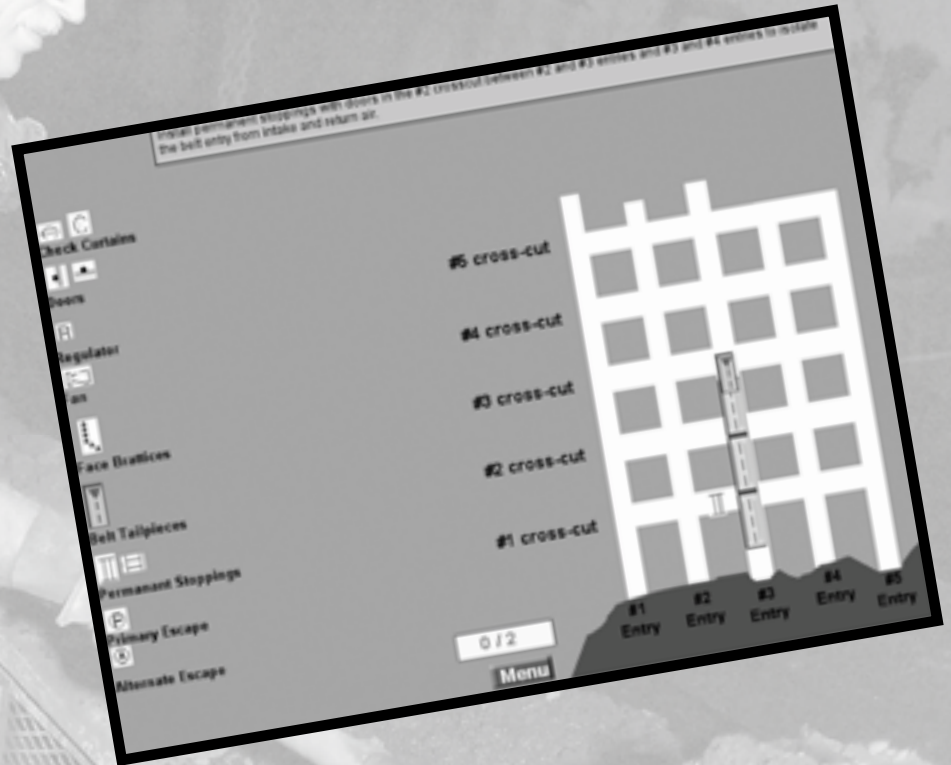 Install permanent stoppings with doors in the #2 crosscut between #2 and #3 entries and #3 and #4 entries to isolate
the belt entry from intake and return air.
Check Curtains
Doors
R
Regulator
Fan
Face Brattices
Belt Tailpieces
Permanant Stoppings
P
Primary Escape
Alternate Escape
#5 cross-cut
#4 cross-cut
#3 cross-cut
#2 cross-cut
#1 cross-cut
#1 Entry
#2 Entry
#3 Entry
#4 Entry
#5 Entry
0 / 2
Menu